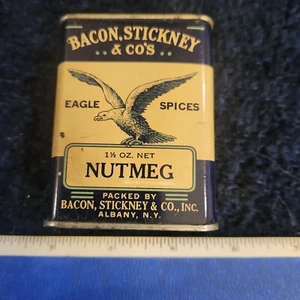 BACON, STICKNEY
& CO'S
EAGLE SPICES
1½ OZ. NET
NUTMEG
PACKED BY
BACON, STICKNEY & CO., INC.
ALBANY, N.Y.